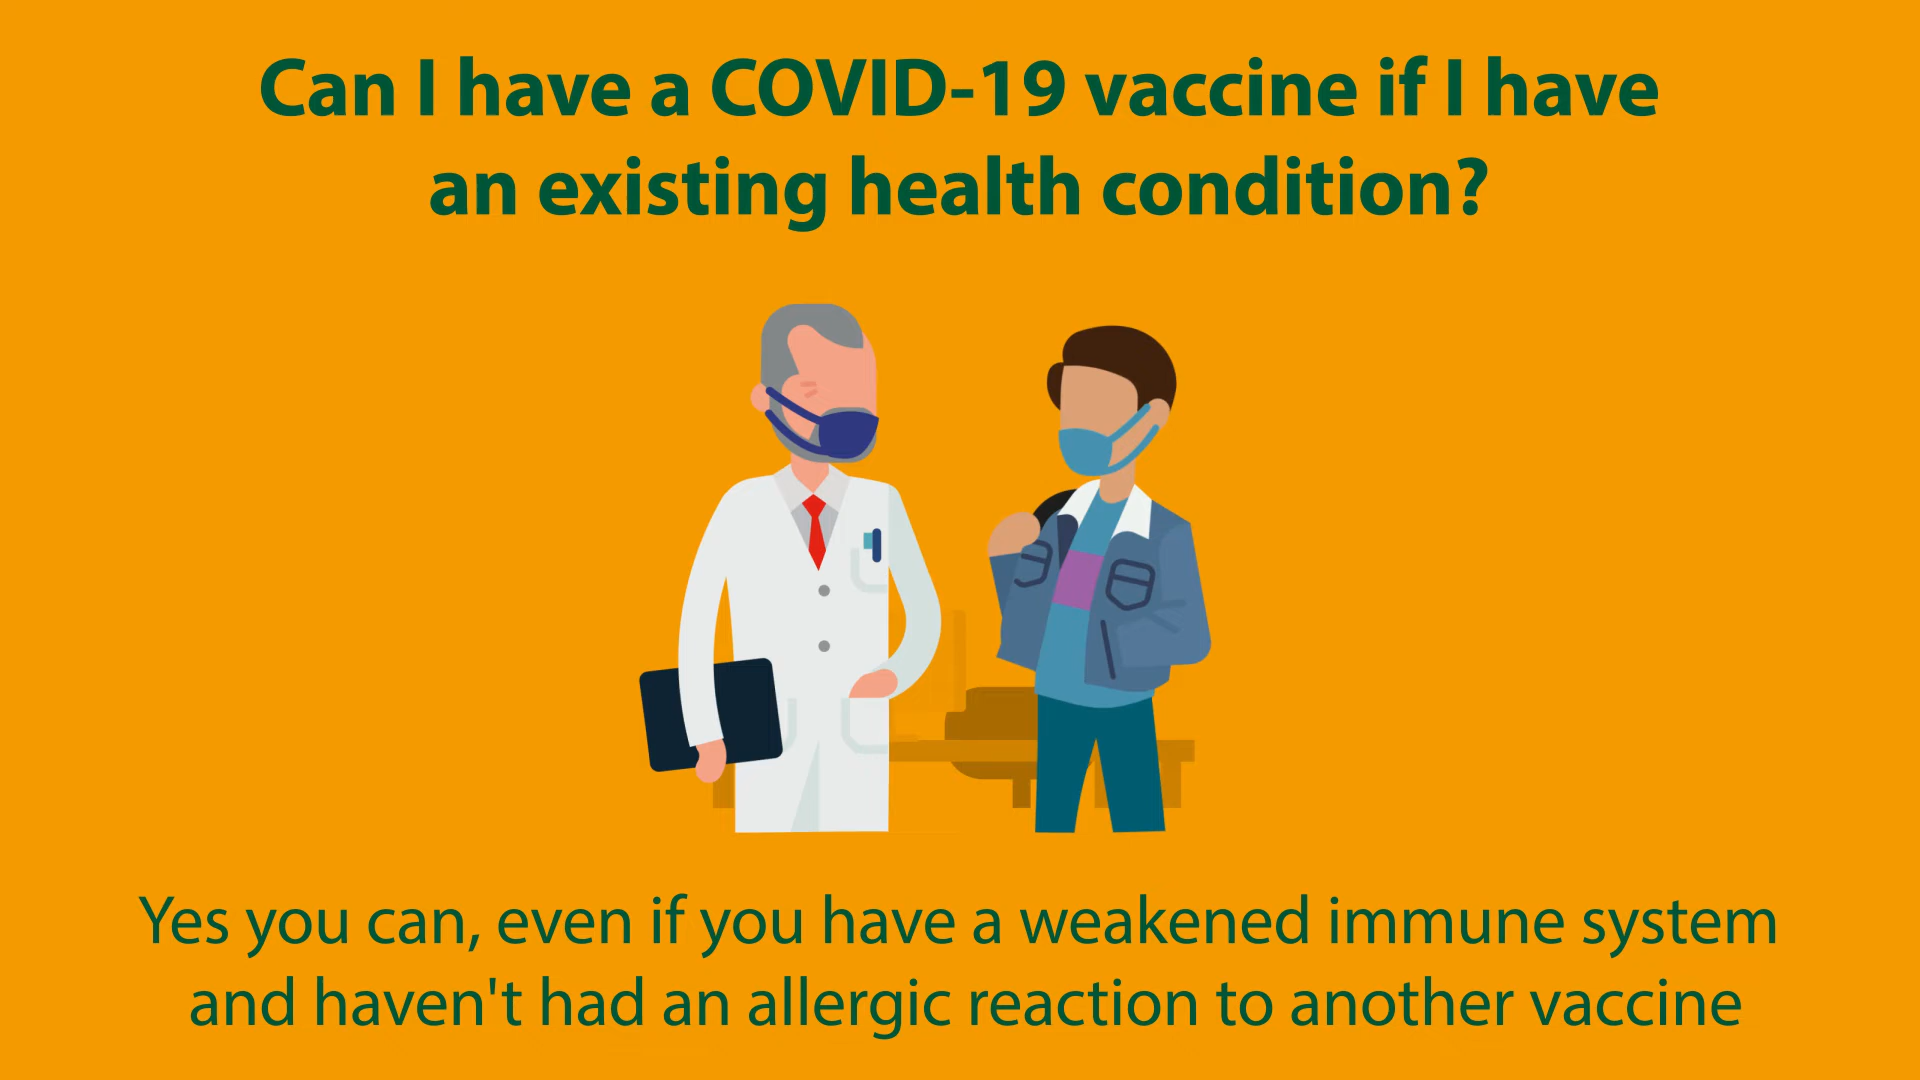 Can I have a COVID-19 vaccine if I have
an existing health condition?
Yes you can, even if you have a weakened immune system
and haven't had an allergic reaction to another vaccine